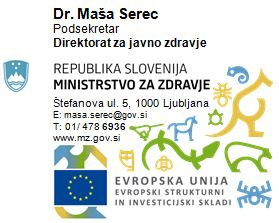 Dr. Maša Serec
Podsekretar
Direktorat za javno zdravje
REPUBLIKA SLOVENIJA
MINISTRSTVO ZA ZDRAVJE
Štefanova ul. 5, 1000 Ljubljana
E: masa.serec@gov.si
T: 01/ 478 6936
www.mz.gov.si
EVROPSKA UNIJA
EVROPSKI STRUKTURNI
IN INVESTICIJSKI SKLADI